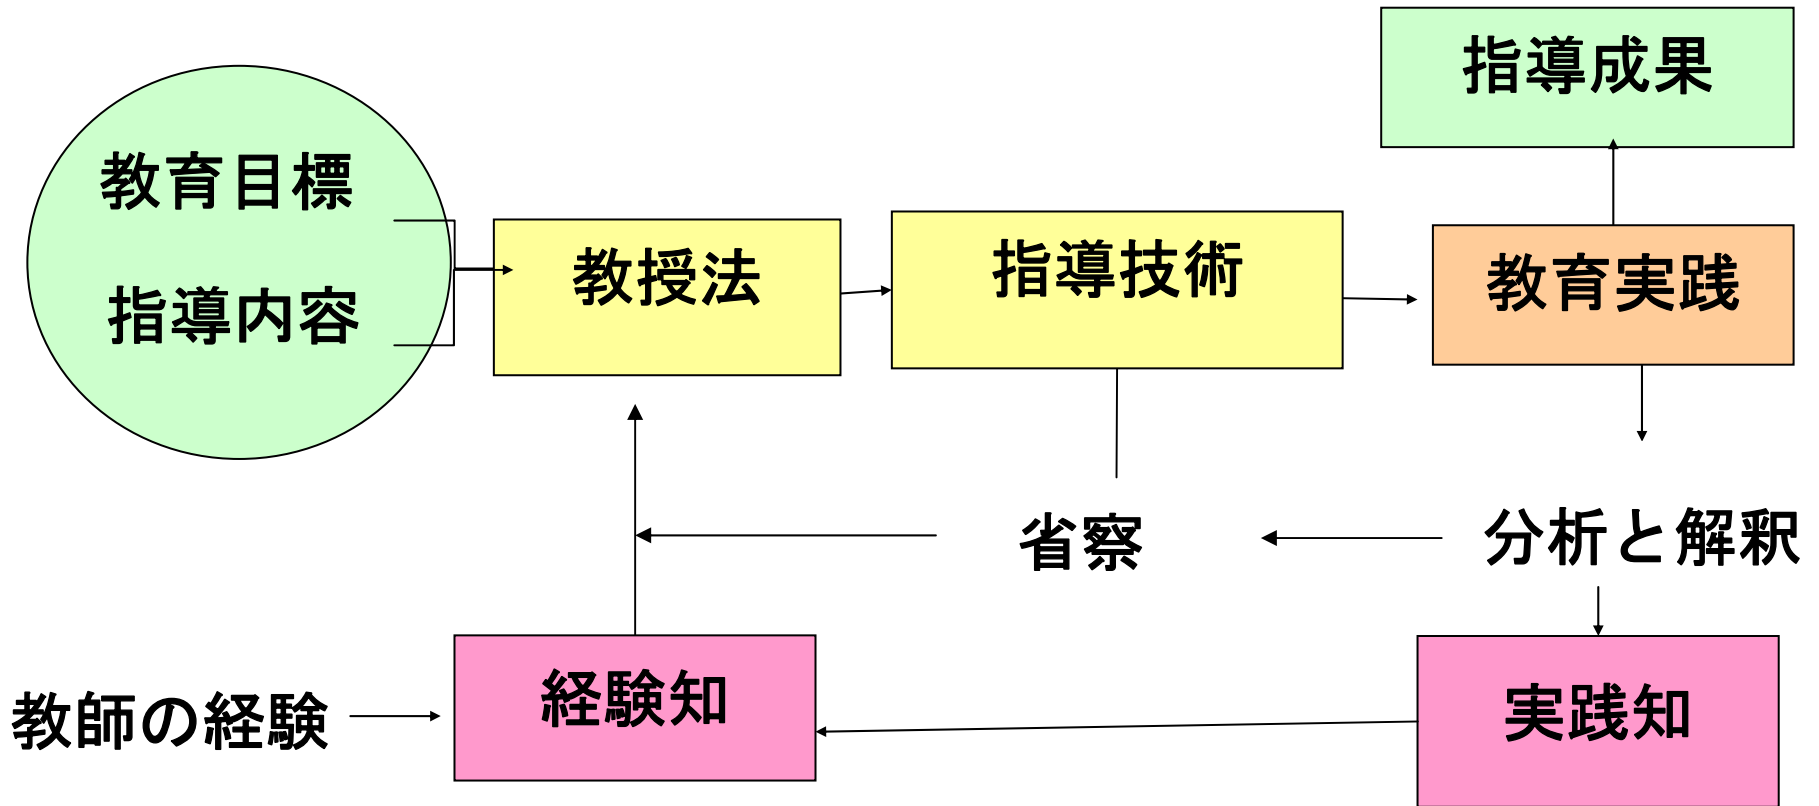 指導成果
教育目標
指導内容
教授法
指導技術
教育実践
省察
分析と解釈
教師の経験
経験知
実践知